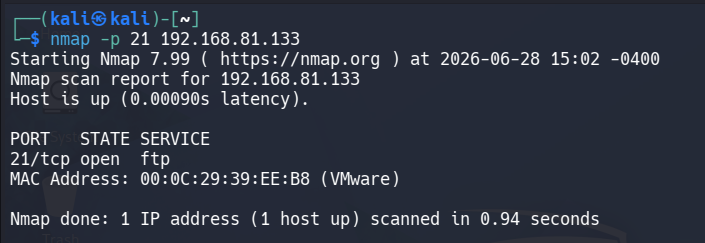 ┌──(kali㉿kali)-[~]
└─$ nmap -p 21 192.168.81.133
Starting Nmap 7.99 ( https://nmap.org ) at 2026-06-28 15:02 -0400
Nmap scan report for 192.168.81.133
Host is up (0.00090s latency).

PORT   STATE SERVICE
21/tcp open  ftp
MAC Address: 00:0C:29:39:EE:B8 (VMware)

Nmap done: 1 IP address (1 host up) scanned in 0.94 seconds